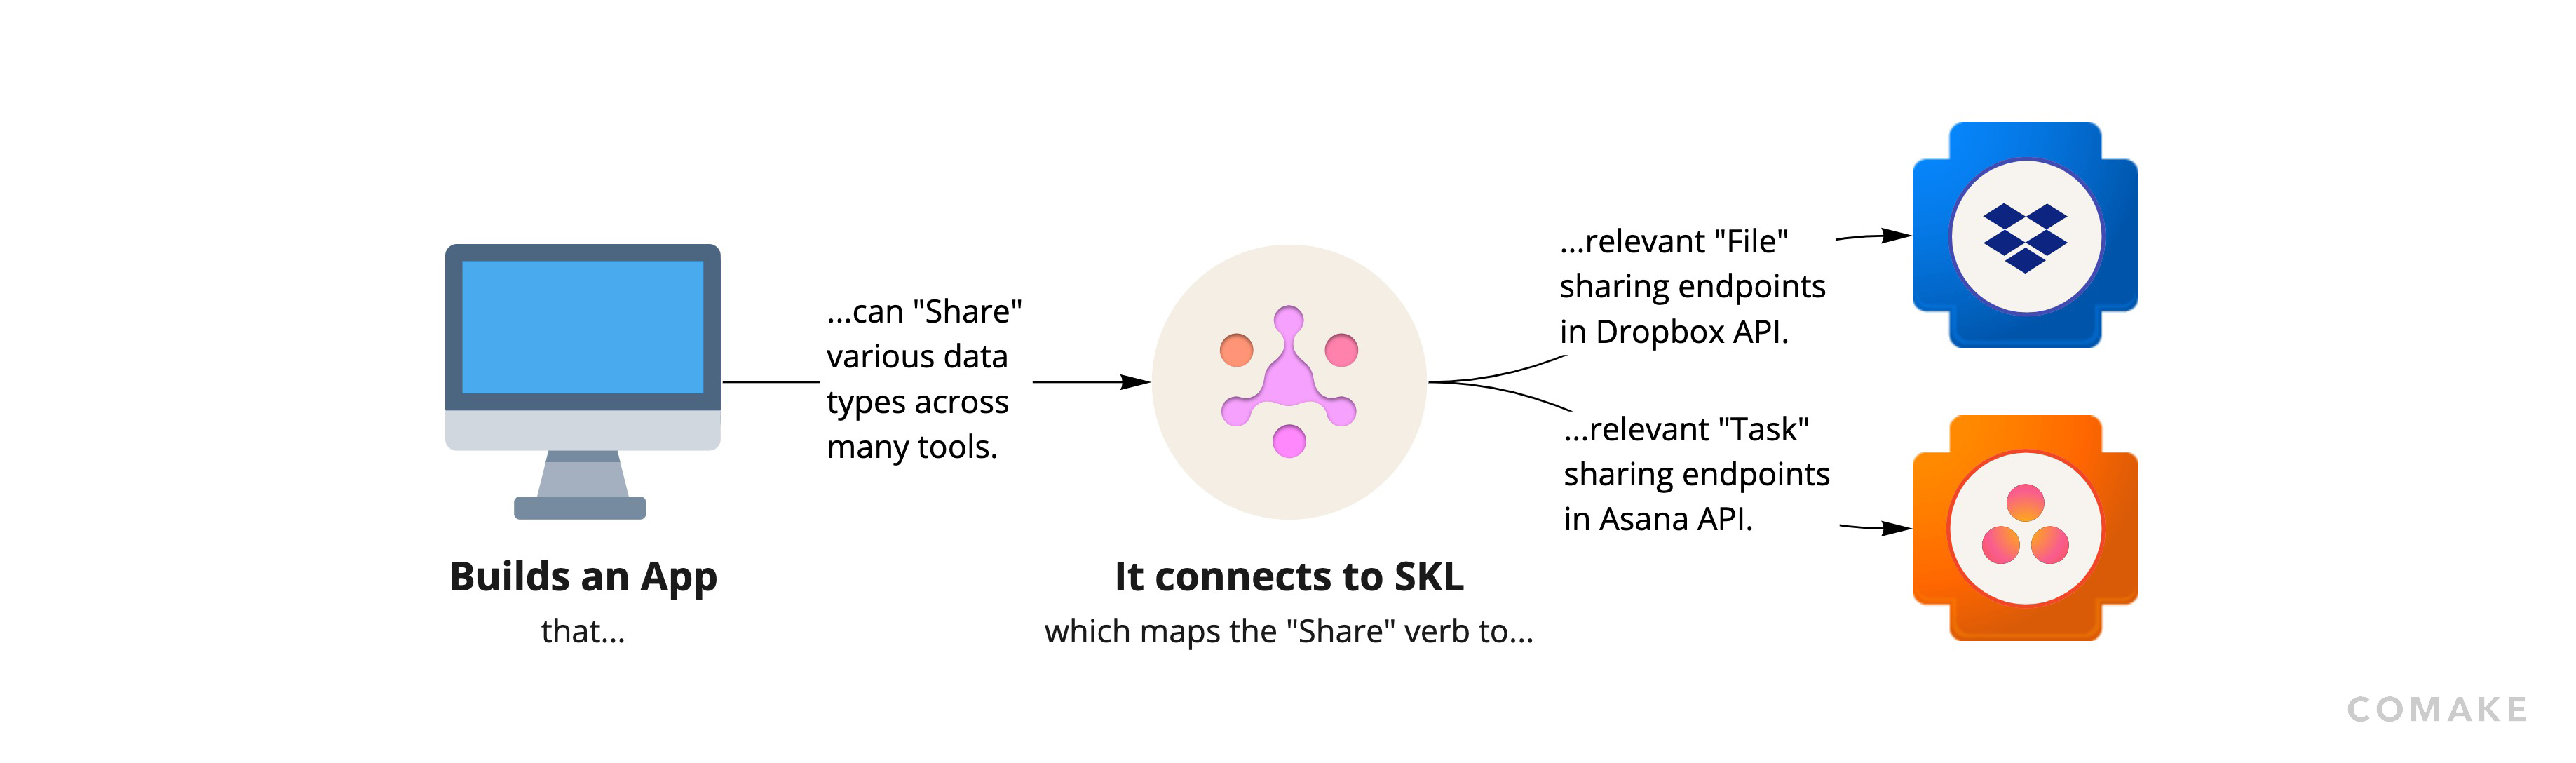 ...can "Share"
various data
types across
many tools.
Builds an App
that...
It connects to SKL
which maps the "Share" verb to...
...relevant "File"
sharing endpoints
in Dropbox API.
...relevant "Task"
sharing endpoints
in Asana API.
COMAKE